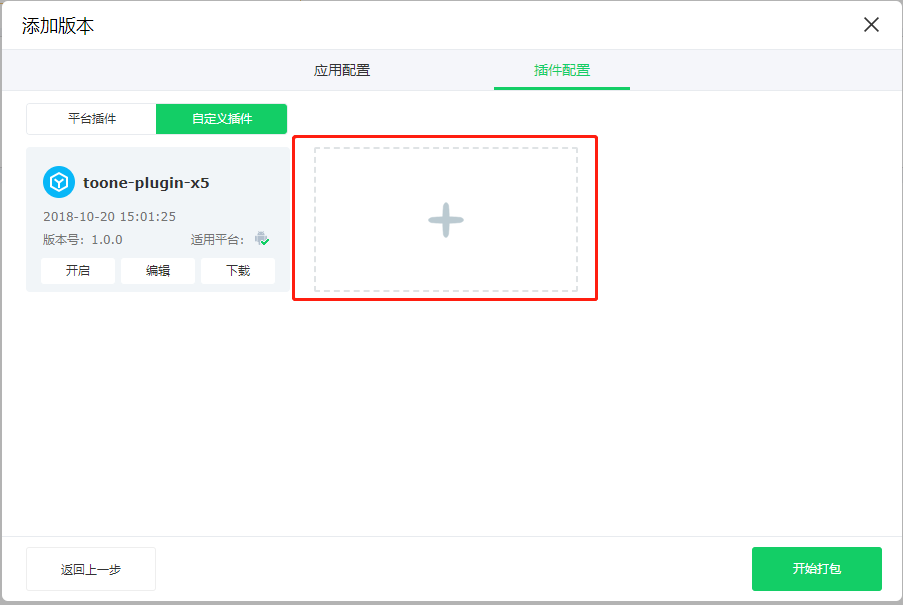 添加版本
应用配置 插件配置
平台插件 自定义插件
toone-plugin-x5
2018-10-20 15:01:25
版本号: 1.0.0 适用平台:
开启 编辑 下载
返回上一步 开始打包